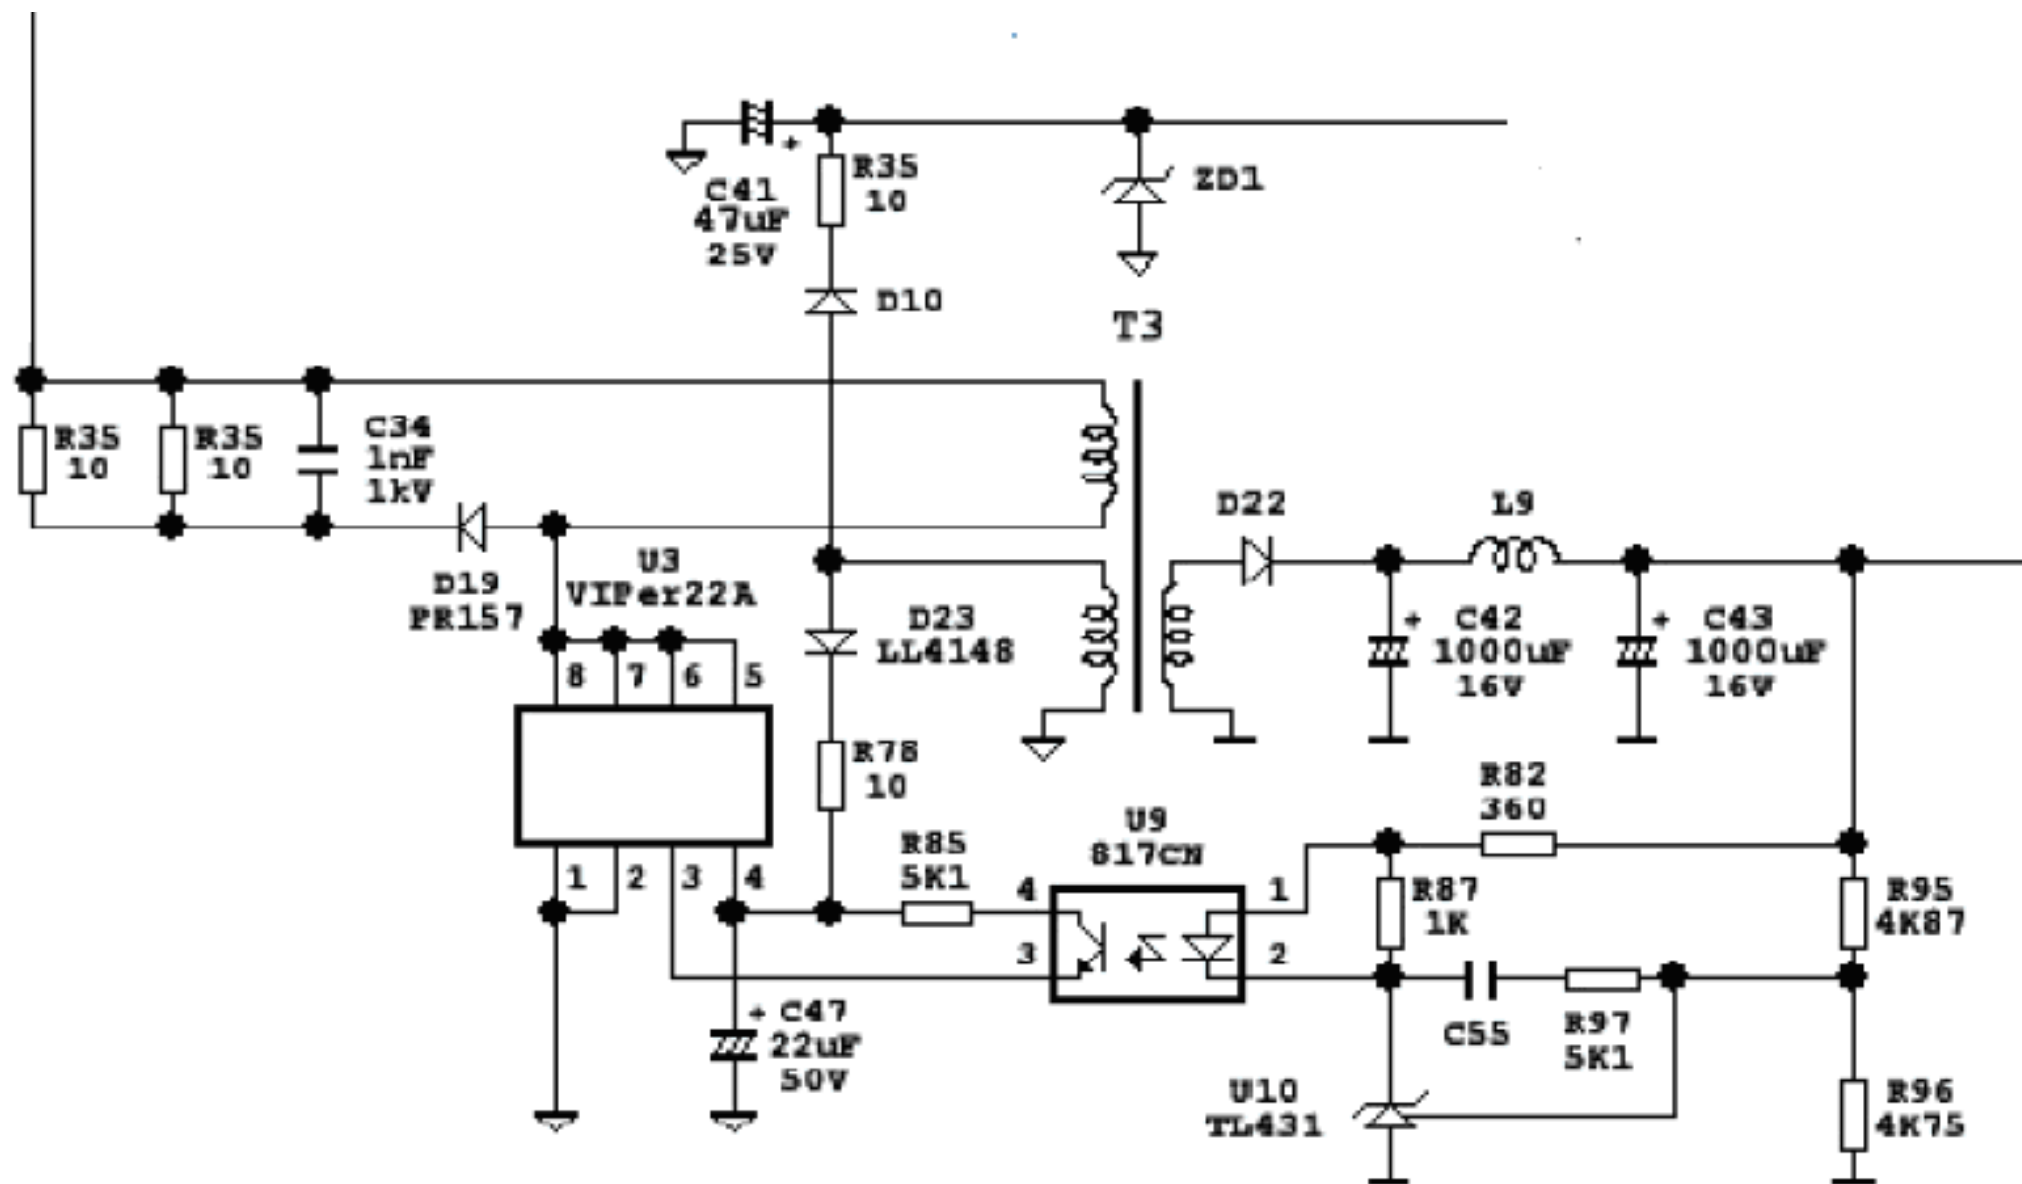 +
R35
10
C41
47uF
25V
ZD1
D10
T3
R35
10
R35
10
C34
1nF
1kV
D19
PR157
U3
VIPer22A
8 7 6 5
1 2 3 4
D23
LL4148
R78
10
D22
L9
+ C42
1000uF
16V
+ C43
1000uF
16V
R82
360
U9
817CN
R85
5K1
4
3
1
2
R87
1K
R95
4K87
+ C47
22uF
50V
C55
R97
5K1
U10
TL431
R96
4K75